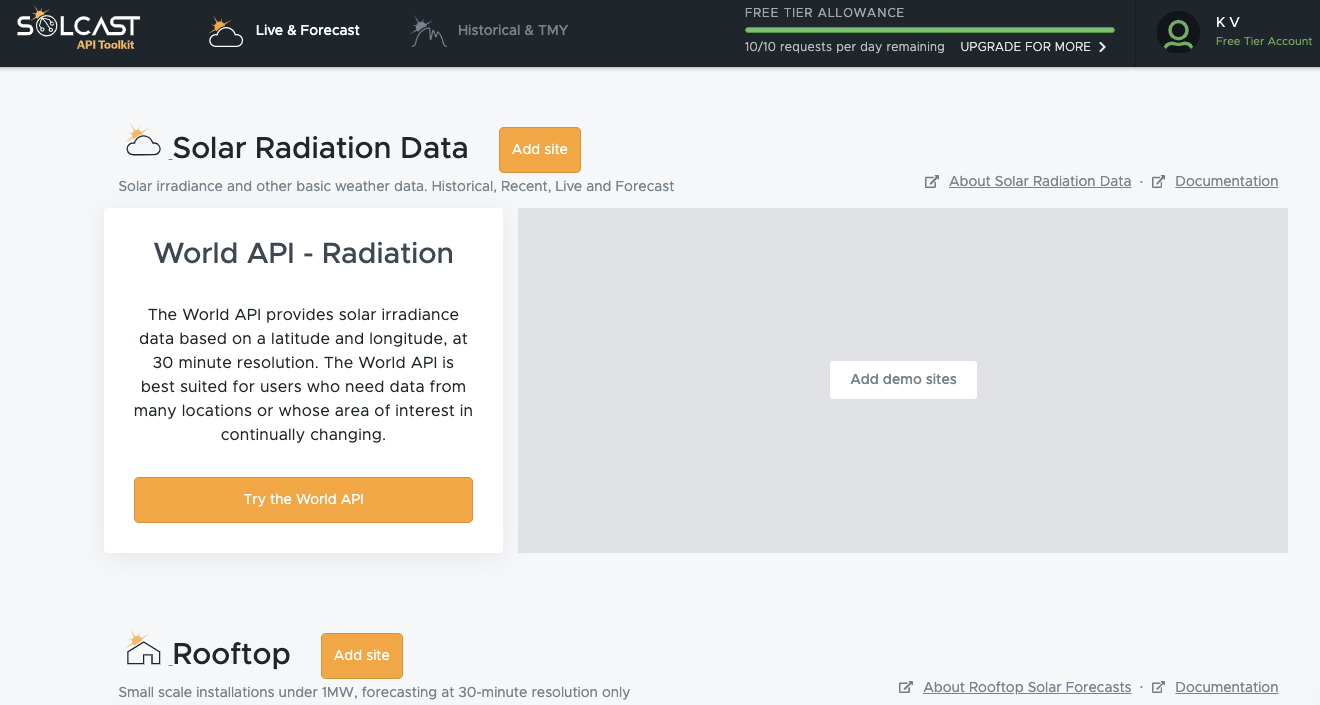 SOLCAST
API Toolkit
Live & Forecast
Historical & TMY
FREE TIER ALLOWANCE
10/10 requests per day remaining UPGRADE FOR MORE
K V
Free Tier Account
Solar Radiation Data
Add site
Solar irradiance and other basic weather data. Historical, Recent, Live and Forecast
About Solar Radiation Data · Documentation
World API - Radiation
The World API provides solar irradiance
data based on a latitude and longitude, at
30 minute resolution. The World API is
best suited for users who need data from
many locations or whose area of interest in
continually changing.
Try the World API
Add demo sites
Rooftop
Add site
Small scale installations under 1MW, forecasting at 30-minute resolution only
About Rooftop Solar Forecasts · Documentation